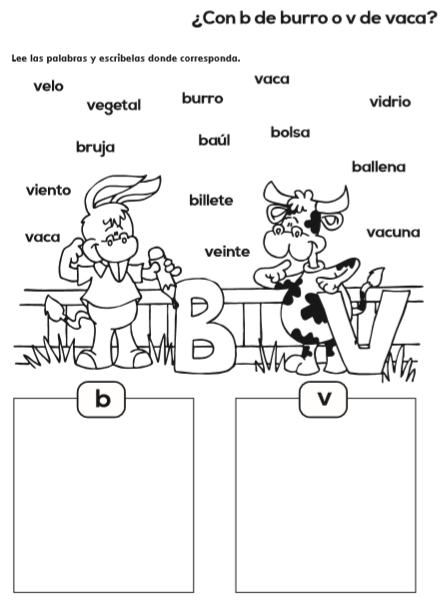 ¿Con b de burro o v de vaca?
Lee las palabras y escríbelas donde corresponda.
velo
vaca
vegetal
burro
vidrio
bruja
baúl
bolsa
ballena
viento
billete
vaca
veinte
vacuna
B
V
b
v